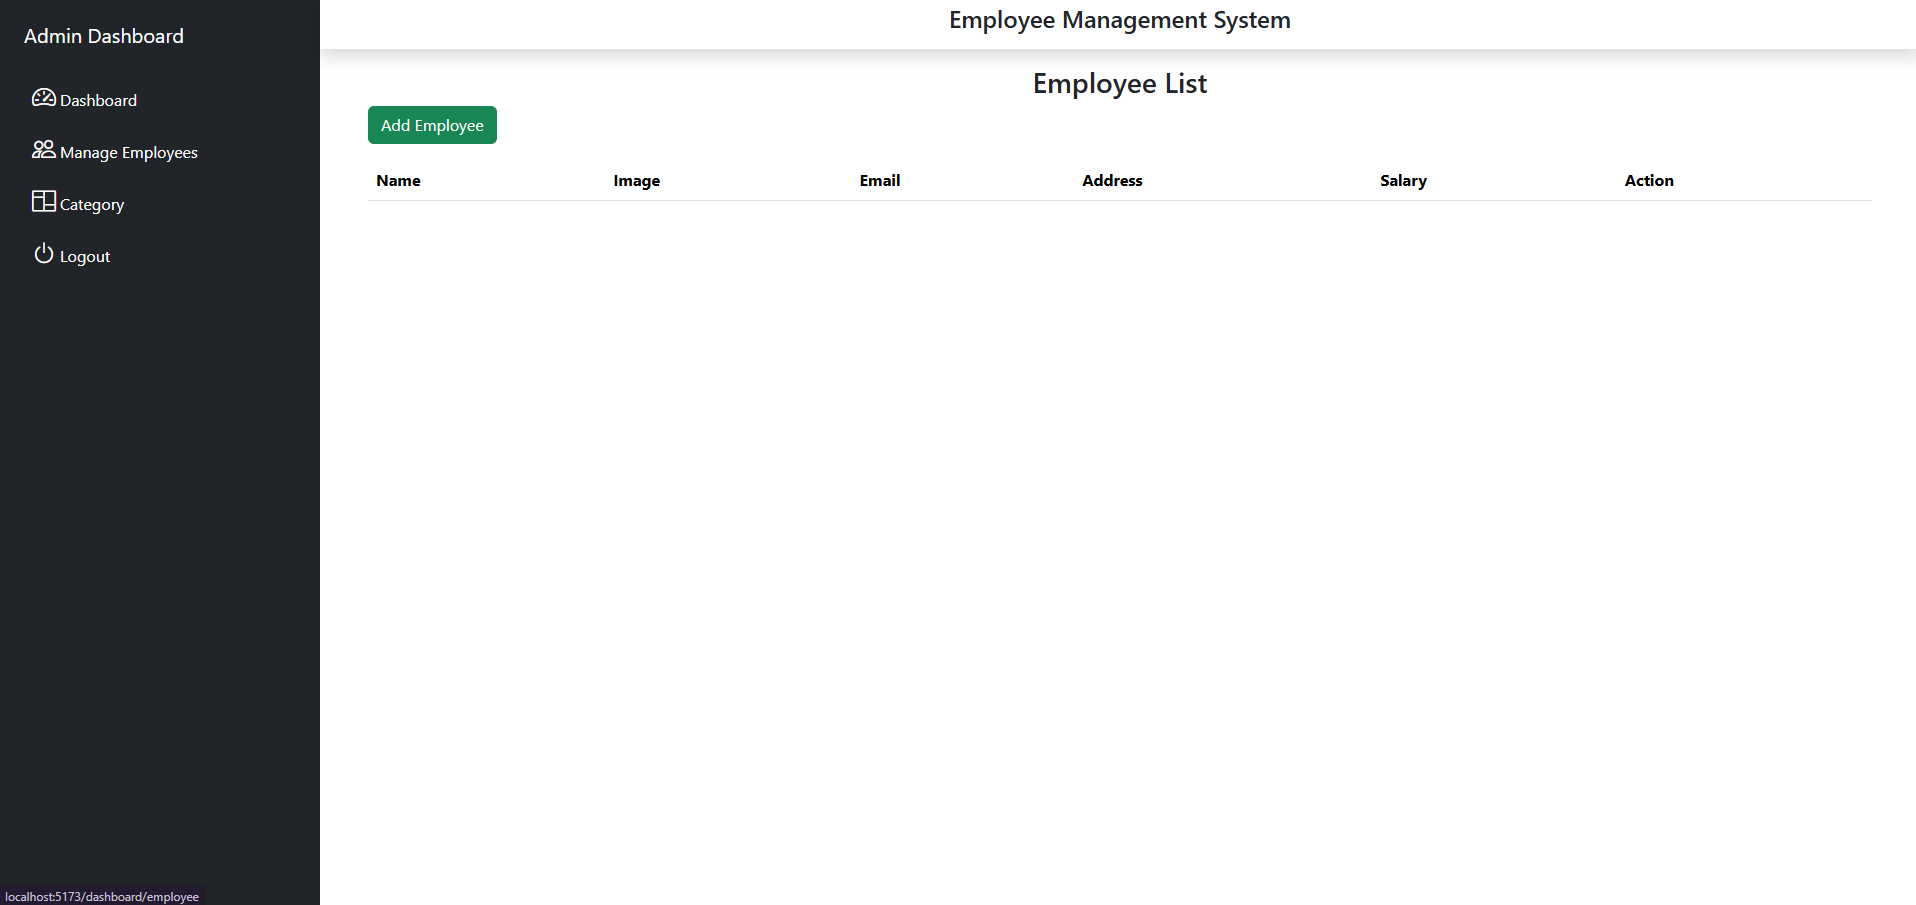 Admin Dashboard
Dashboard
Manage Employees
Category
Logout
Employee Management System
Employee List
Add Employee
Name Image Email Address Salary Action
localhost:5173/dashboard/employee